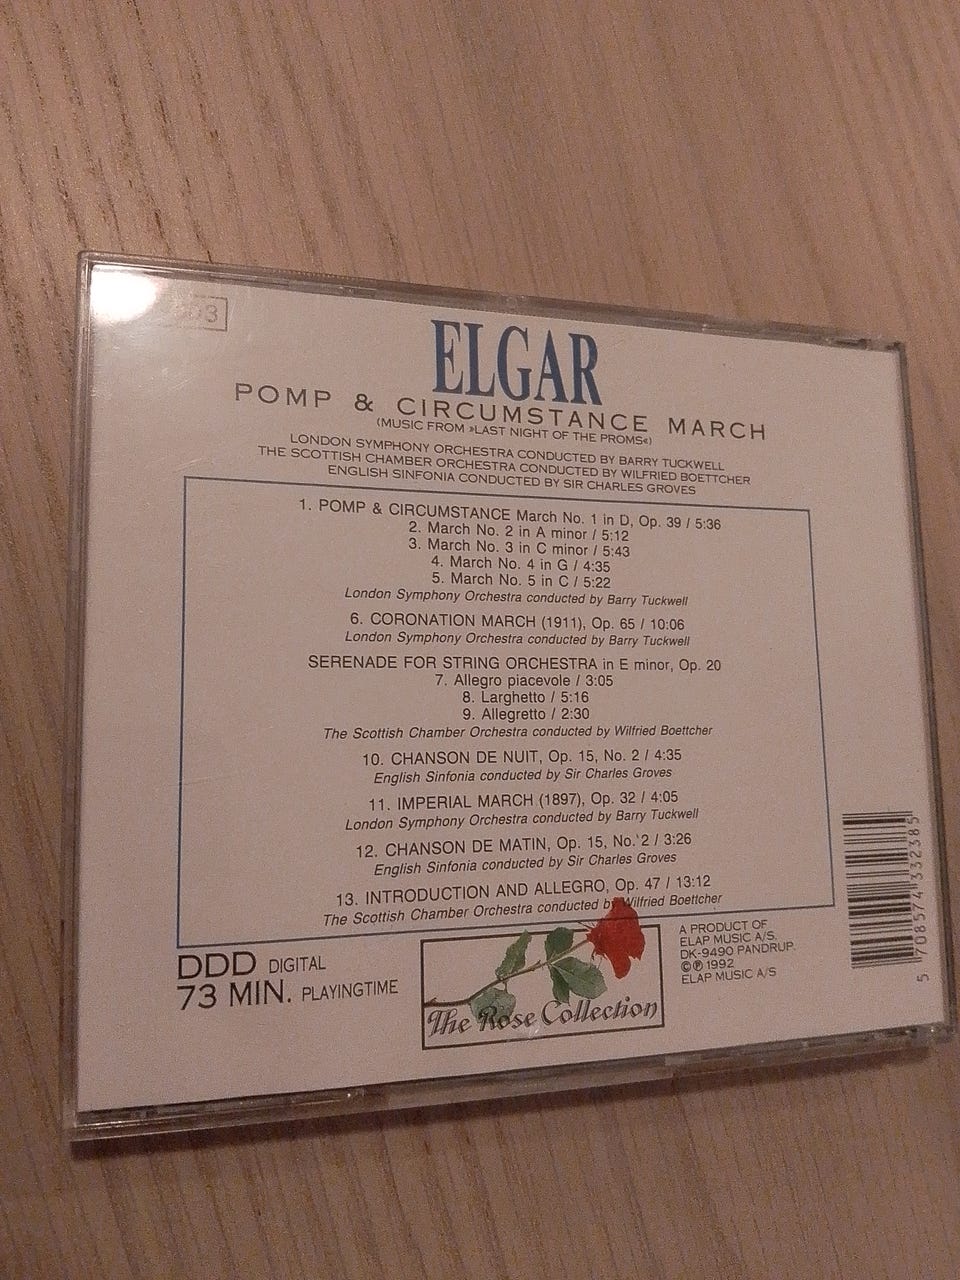 ELGAR
POMP & CIRCUMSTANCE MARCH
(MUSIC FROM »LAST NIGHT OF THE PROMS«)
LONDON SYMPHONY ORCHESTRA CONDUCTED BY BARRY TUCKWELL
THE SCOTTISH CHAMBER ORCHESTRA CONDUCTED BY WILFRIED BOETTCHER
ENGLISH SINFONIA CONDUCTED BY SIR CHARLES GROVES
1. POMP & CIRCUMSTANCE March No. 1 in D, Op. 39 / 5:36
2. March No. 2 in A minor / 5:12
3. March No. 3 in C minor / 5:43
4. March No. 4 in G / 4:35
5. March No. 5 in C / 5:22
London Symphony Orchestra conducted by Barry Tuckwell
6. CORONATION MARCH (1911), Op. 65 / 10:06
London Symphony Orchestra conducted by Barry Tuckwell
SERENADE FOR STRING ORCHESTRA in E minor, Op. 20
7. Allegro piacevole / 3:05
8. Larghetto / 5:16
9. Allegretto / 2:30
The Scottish Chamber Orchestra conducted by Wilfried Boettcher
10. CHANSON DE NUIT, Op. 15, No. 2 / 4:35
English Sinfonia conducted by Sir Charles Groves
11. IMPERIAL MARCH (1897), Op. 32 / 4:05
London Symphony Orchestra conducted by Barry Tuckwell
12. CHANSON DE MATIN, Op. 15, No. 2 / 3:26
English Sinfonia conducted by Sir Charles Groves
13. INTRODUCTION AND ALLEGRO, Op. 47 / 13:12
The Scottish Chamber Orchestra conducted by Wilfried Boettcher
DDD DIGITAL
73 MIN. PLAYINGTIME
The Rose Collection
A PRODUCT OF
ELAP MUSIC A/S.
DK-9490 PANDRUP.
©℗ 1992
ELAP MUSIC A/S
5 708574 332385